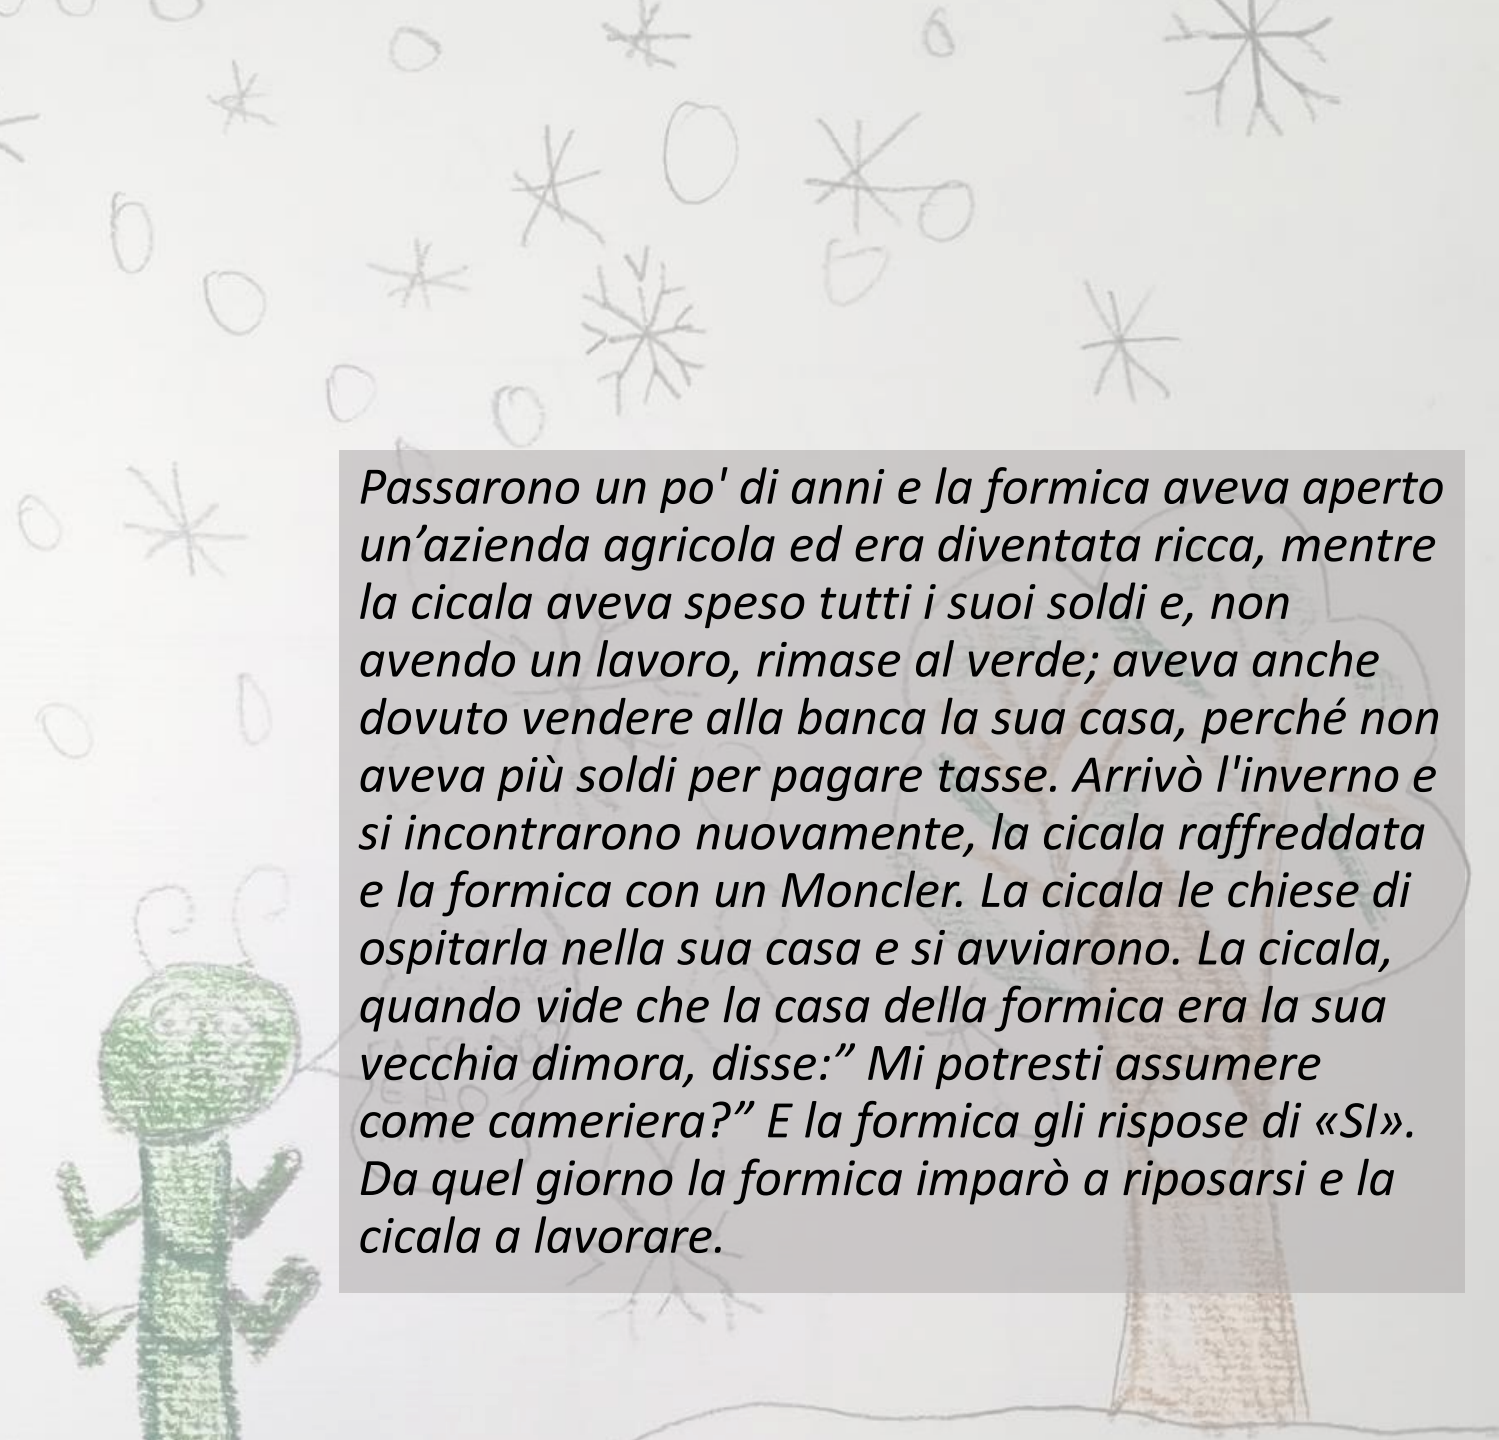 Passarono un po' di anni e la formica aveva aperto
un’azienda agricola ed era diventata ricca, mentre
la cicala aveva speso tutti i suoi soldi e, non
avendo un lavoro, rimase al verde; aveva anche
dovuto vendere alla banca la sua casa, perché non
aveva più soldi per pagare tasse. Arrivò l'inverno e
si incontrarono nuovamente, la cicala raffreddata
e la formica con un Moncler. La cicala le chiese di
ospitarla nella sua casa e si avviarono. La cicala,
quando vide che la casa della formica era la sua
vecchia dimora, disse:” Mi potresti assumere
come cameriera?” E la formica gli rispose di «SI».
Da quel giorno la formica imparò a riposarsi e la
cicala a lavorare.